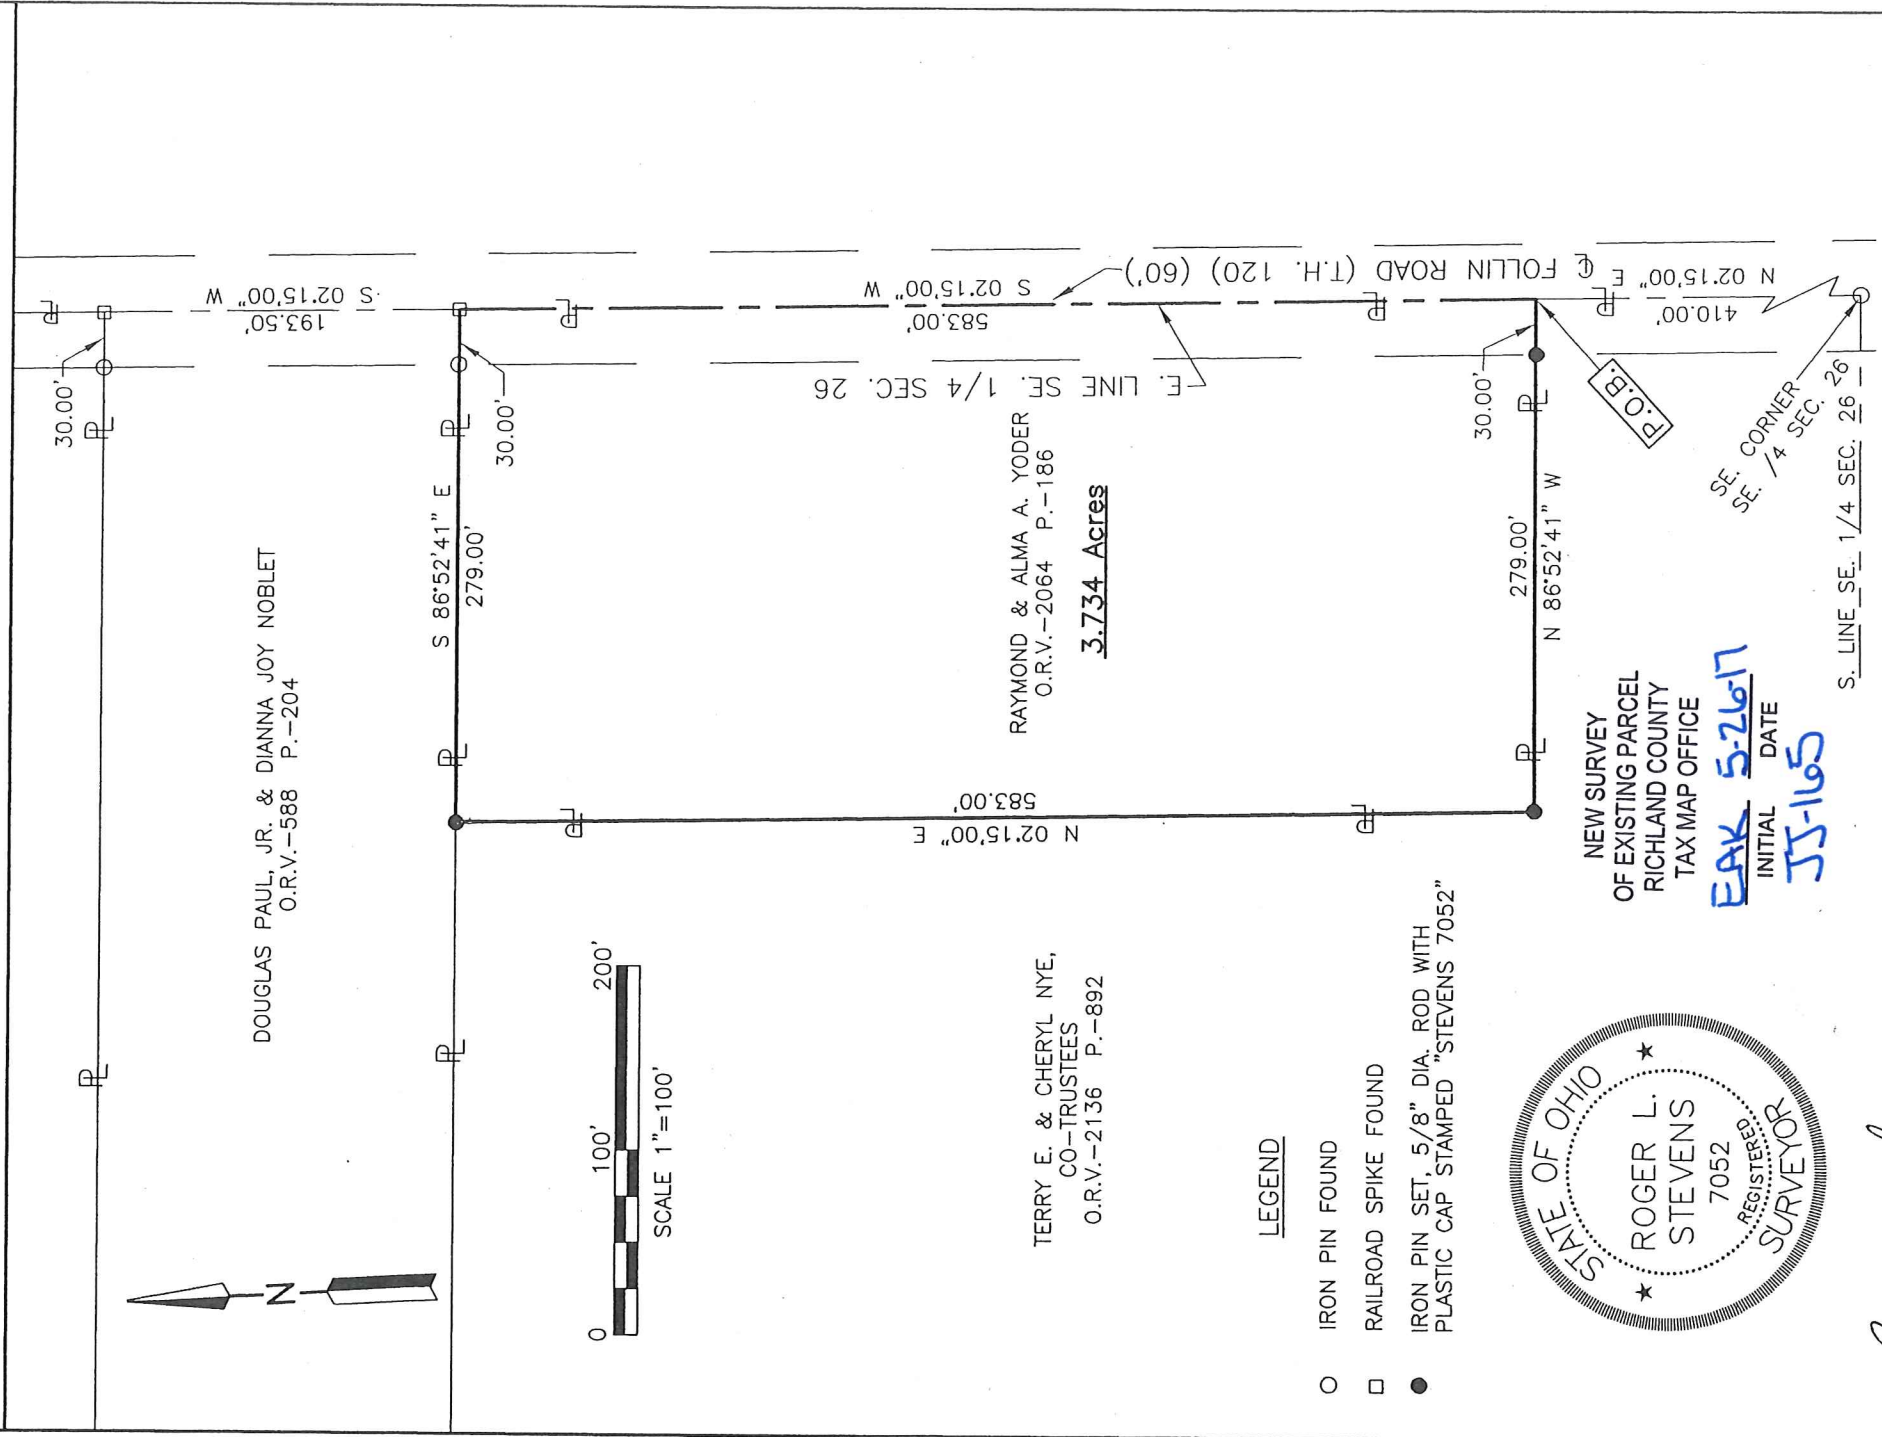 30.00'
S 02°15'00" W
193.50'
DOUGLAS PAUL, JR. & DIANNA JOY NOBLET
O.R.V.-588 P.-204
S 86°52'41" E
279.00'
30.00'
N
0 100' 200'
SCALE 1"=100'
S 02°15'00" W
583.00'
℄ FOLLIN ROAD (T.H. 120) (60')
E. LINE SE. 1/4 SEC. 26
RAYMOND & ALMA A. YODER
O.R.V.-2064 P.-186
3.734 Acres
583.00'
N 02°15'00" E
TERRY E. & CHERYL NYE,
CO-TRUSTEES
O.R.V.-2136 P.-892
30.00'
279.00'
N 86°52'41" W
P.O.B.
N 02°15'00" E
410.00'
SE. CORNER
SE. /4 SEC. 26
S. LINE SE. 1/4 SEC. 26
LEGEND
IRON PIN FOUND
RAILROAD SPIKE FOUND
IRON PIN SET, 5/8" DIA. ROD WITH
PLASTIC CAP STAMPED "STEVENS 7052"
NEW SURVEY
OF EXISTING PARCEL
RICHLAND COUNTY
TAX MAP OFFICE
EAK 5-26-17
INITIAL DATE
JJ-165
STATE OF OHIO
ROGER L.
STEVENS
7052
REGISTERED
SURVEYOR